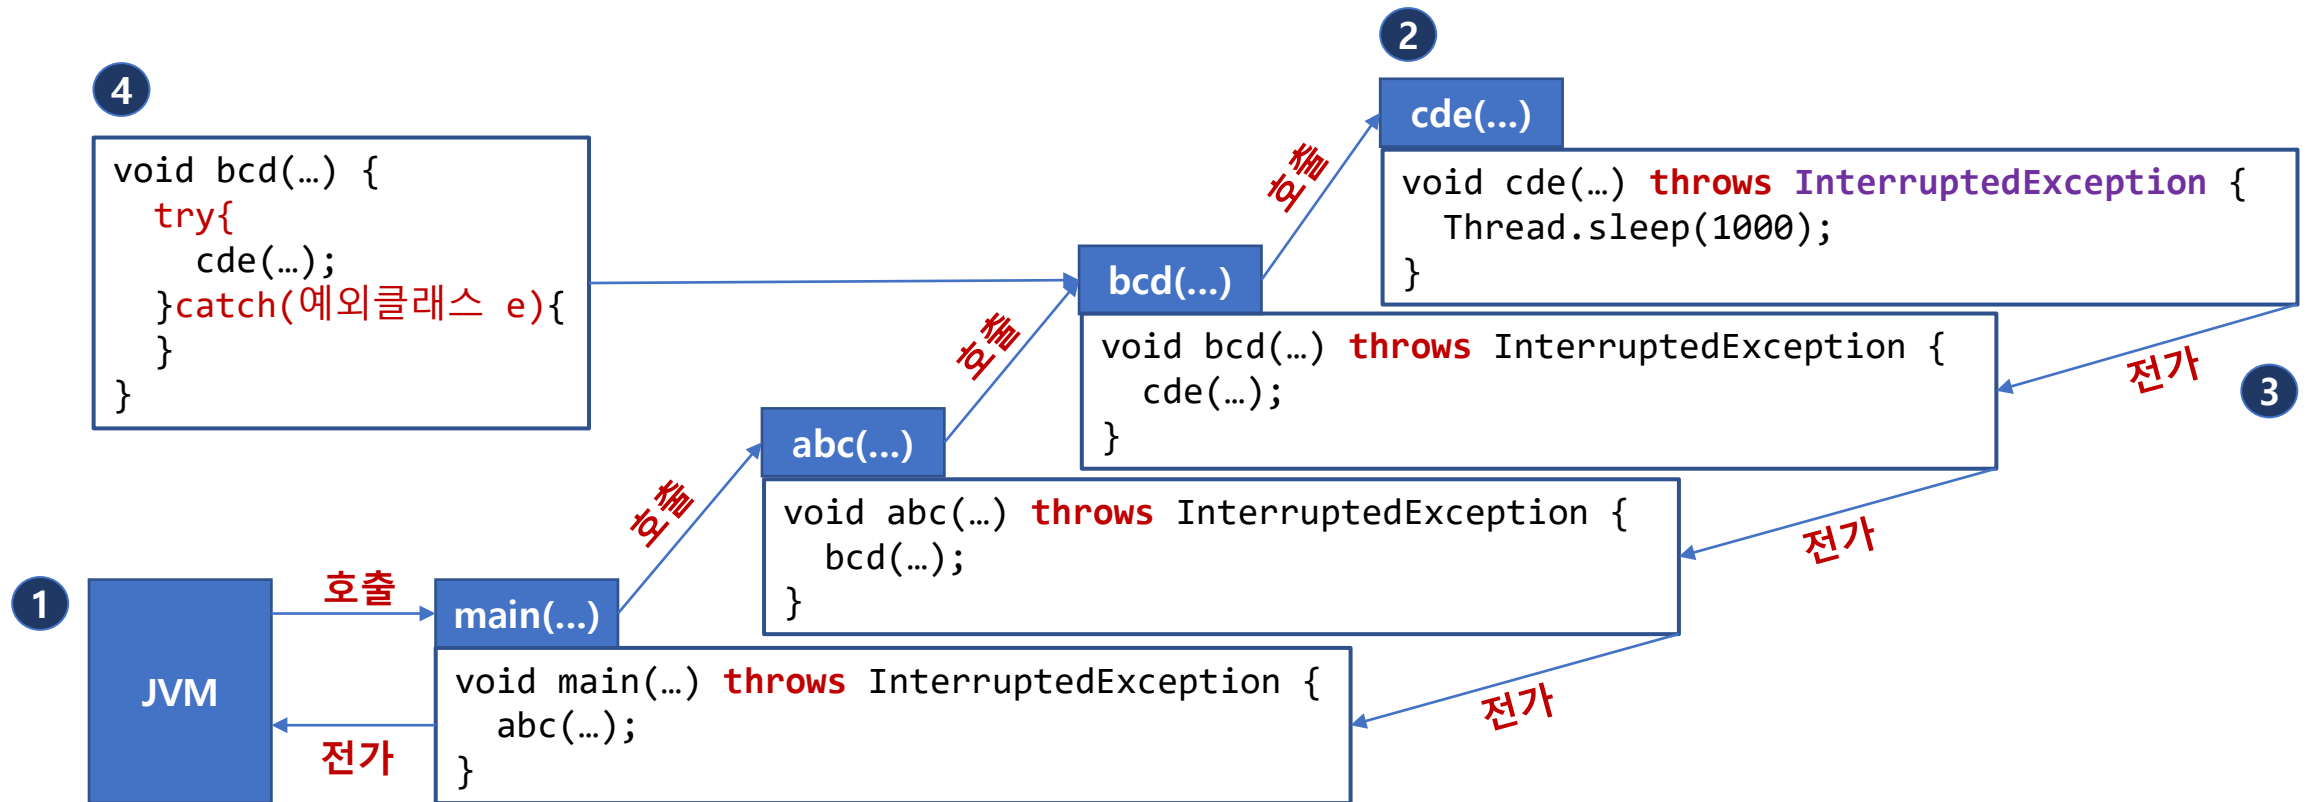 4
void bcd(…) {
try{
cde(…);
}catch(예외클래스 e){
}
}
2
cde(...)
void cde(…) throws InterruptedException {
Thread.sleep(1000);
}
호출
bcd(...)
void bcd(…) throws InterruptedException {
cde(…);
}
전가
3
호출
abc(...)
void abc(…) throws InterruptedException {
bcd(…);
}
전가
호출
1
JVM
호출
main(...)
void main(…) throws InterruptedException {
abc(…);
}
전가
전가